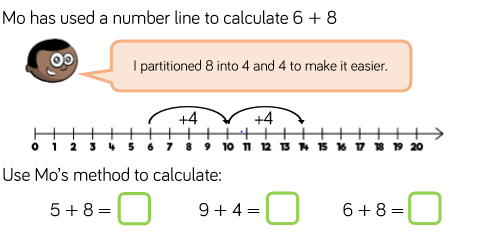 Mo has used a number line to calculate 6 + 8
I partitioned 8 into 4 and 4 to make it easier.
+4 +4
0 1 2 3 4 5 6 7 8 9 10 11 12 13 14 15 16 17 18 19 20
Use Mo's method to calculate:
5 + 8 = 9 + 4 = 6 + 8 =